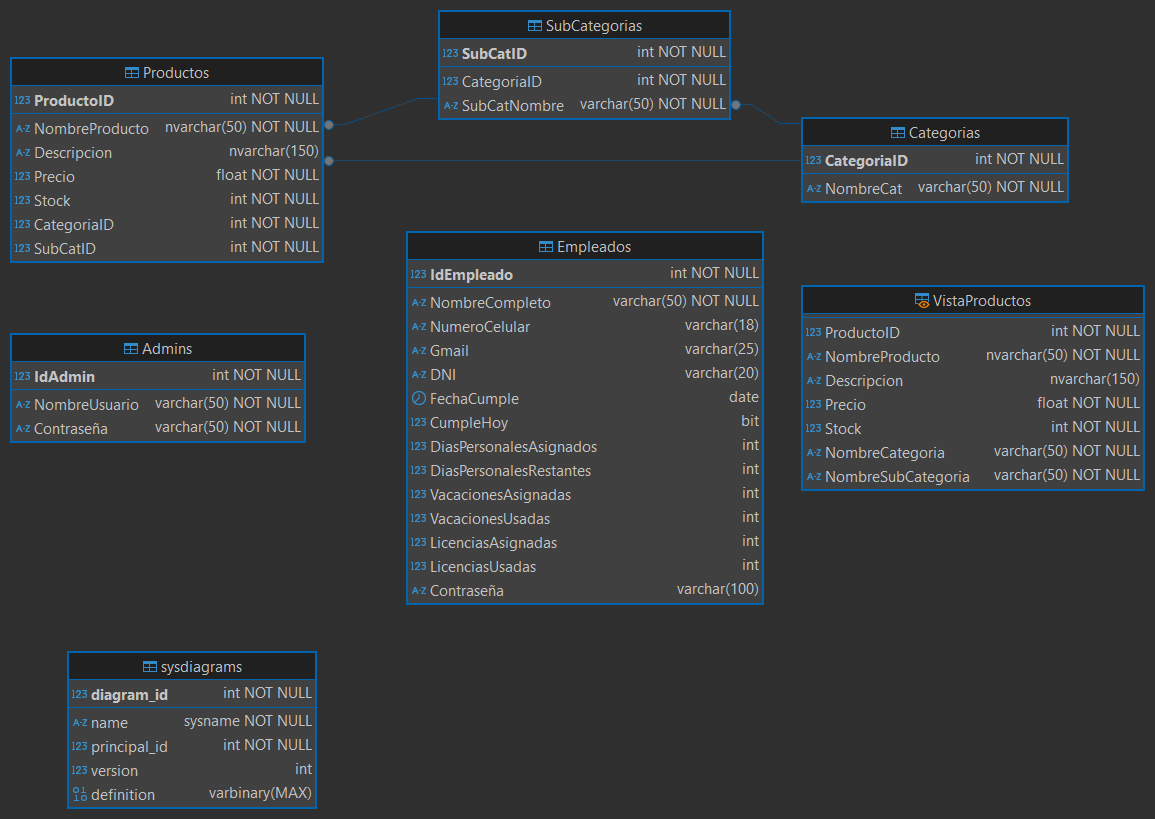 SubCategorias
123 SubCatID int NOT NULL
123 CategoriaID int NOT NULL
A-Z SubCatNombre varchar(50) NOT NULL
Productos
123 ProductoID int NOT NULL
A-Z NombreProducto nvarchar(50) NOT NULL
A-Z Descripcion nvarchar(150)
123 Precio float NOT NULL
123 Stock int NOT NULL
123 CategoriaID int NOT NULL
123 SubCatID int NOT NULL
Categorias
123 CategoriaID int NOT NULL
A-Z NombreCat varchar(50) NOT NULL
Empleados
123 IdEmpleado int NOT NULL
A-Z NombreCompleto varchar(50) NOT NULL
A-Z NumeroCelular varchar(18)
A-Z Gmail varchar(25)
A-Z DNI varchar(20)
FechaCumple date
123 CumpleHoy bit
123 DiasPersonalesAsignados int
123 DiasPersonalesRestantes int
123 VacacionesAsignadas int
123 VacacionesUsadas int
123 LicenciasAsignadas int
123 LicenciasUsadas int
A-Z Contraseña varchar(100)
VistaProductos
123 ProductoID int NOT NULL
A-Z NombreProducto nvarchar(50) NOT NULL
A-Z Descripcion nvarchar(150)
123 Precio float NOT NULL
123 Stock int NOT NULL
A-Z NombreCategoria varchar(50) NOT NULL
A-Z NombreSubCategoria varchar(50) NOT NULL
Admins
123 IdAdmin int NOT NULL
A-Z NombreUsuario varchar(50) NOT NULL
A-Z Contraseña varchar(50) NOT NULL
sysdiagrams
123 diagram_id int NOT NULL
A-Z name sysname NOT NULL
123 principal_id int NOT NULL
123 version int
definition varbinary(MAX)